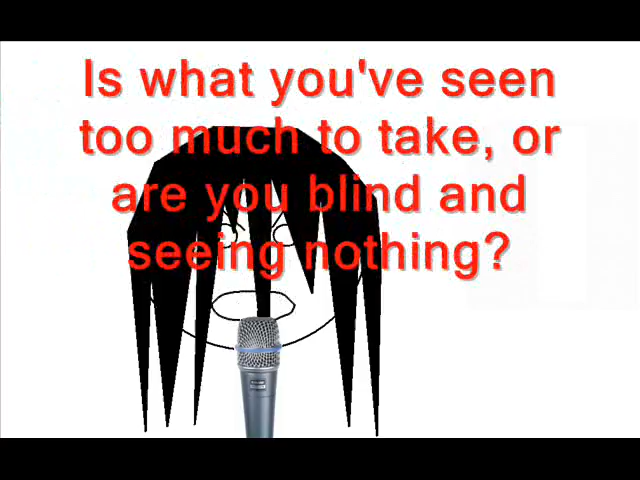 Is what you've seen
too much to take, or
are you blind and
seeing nothing?